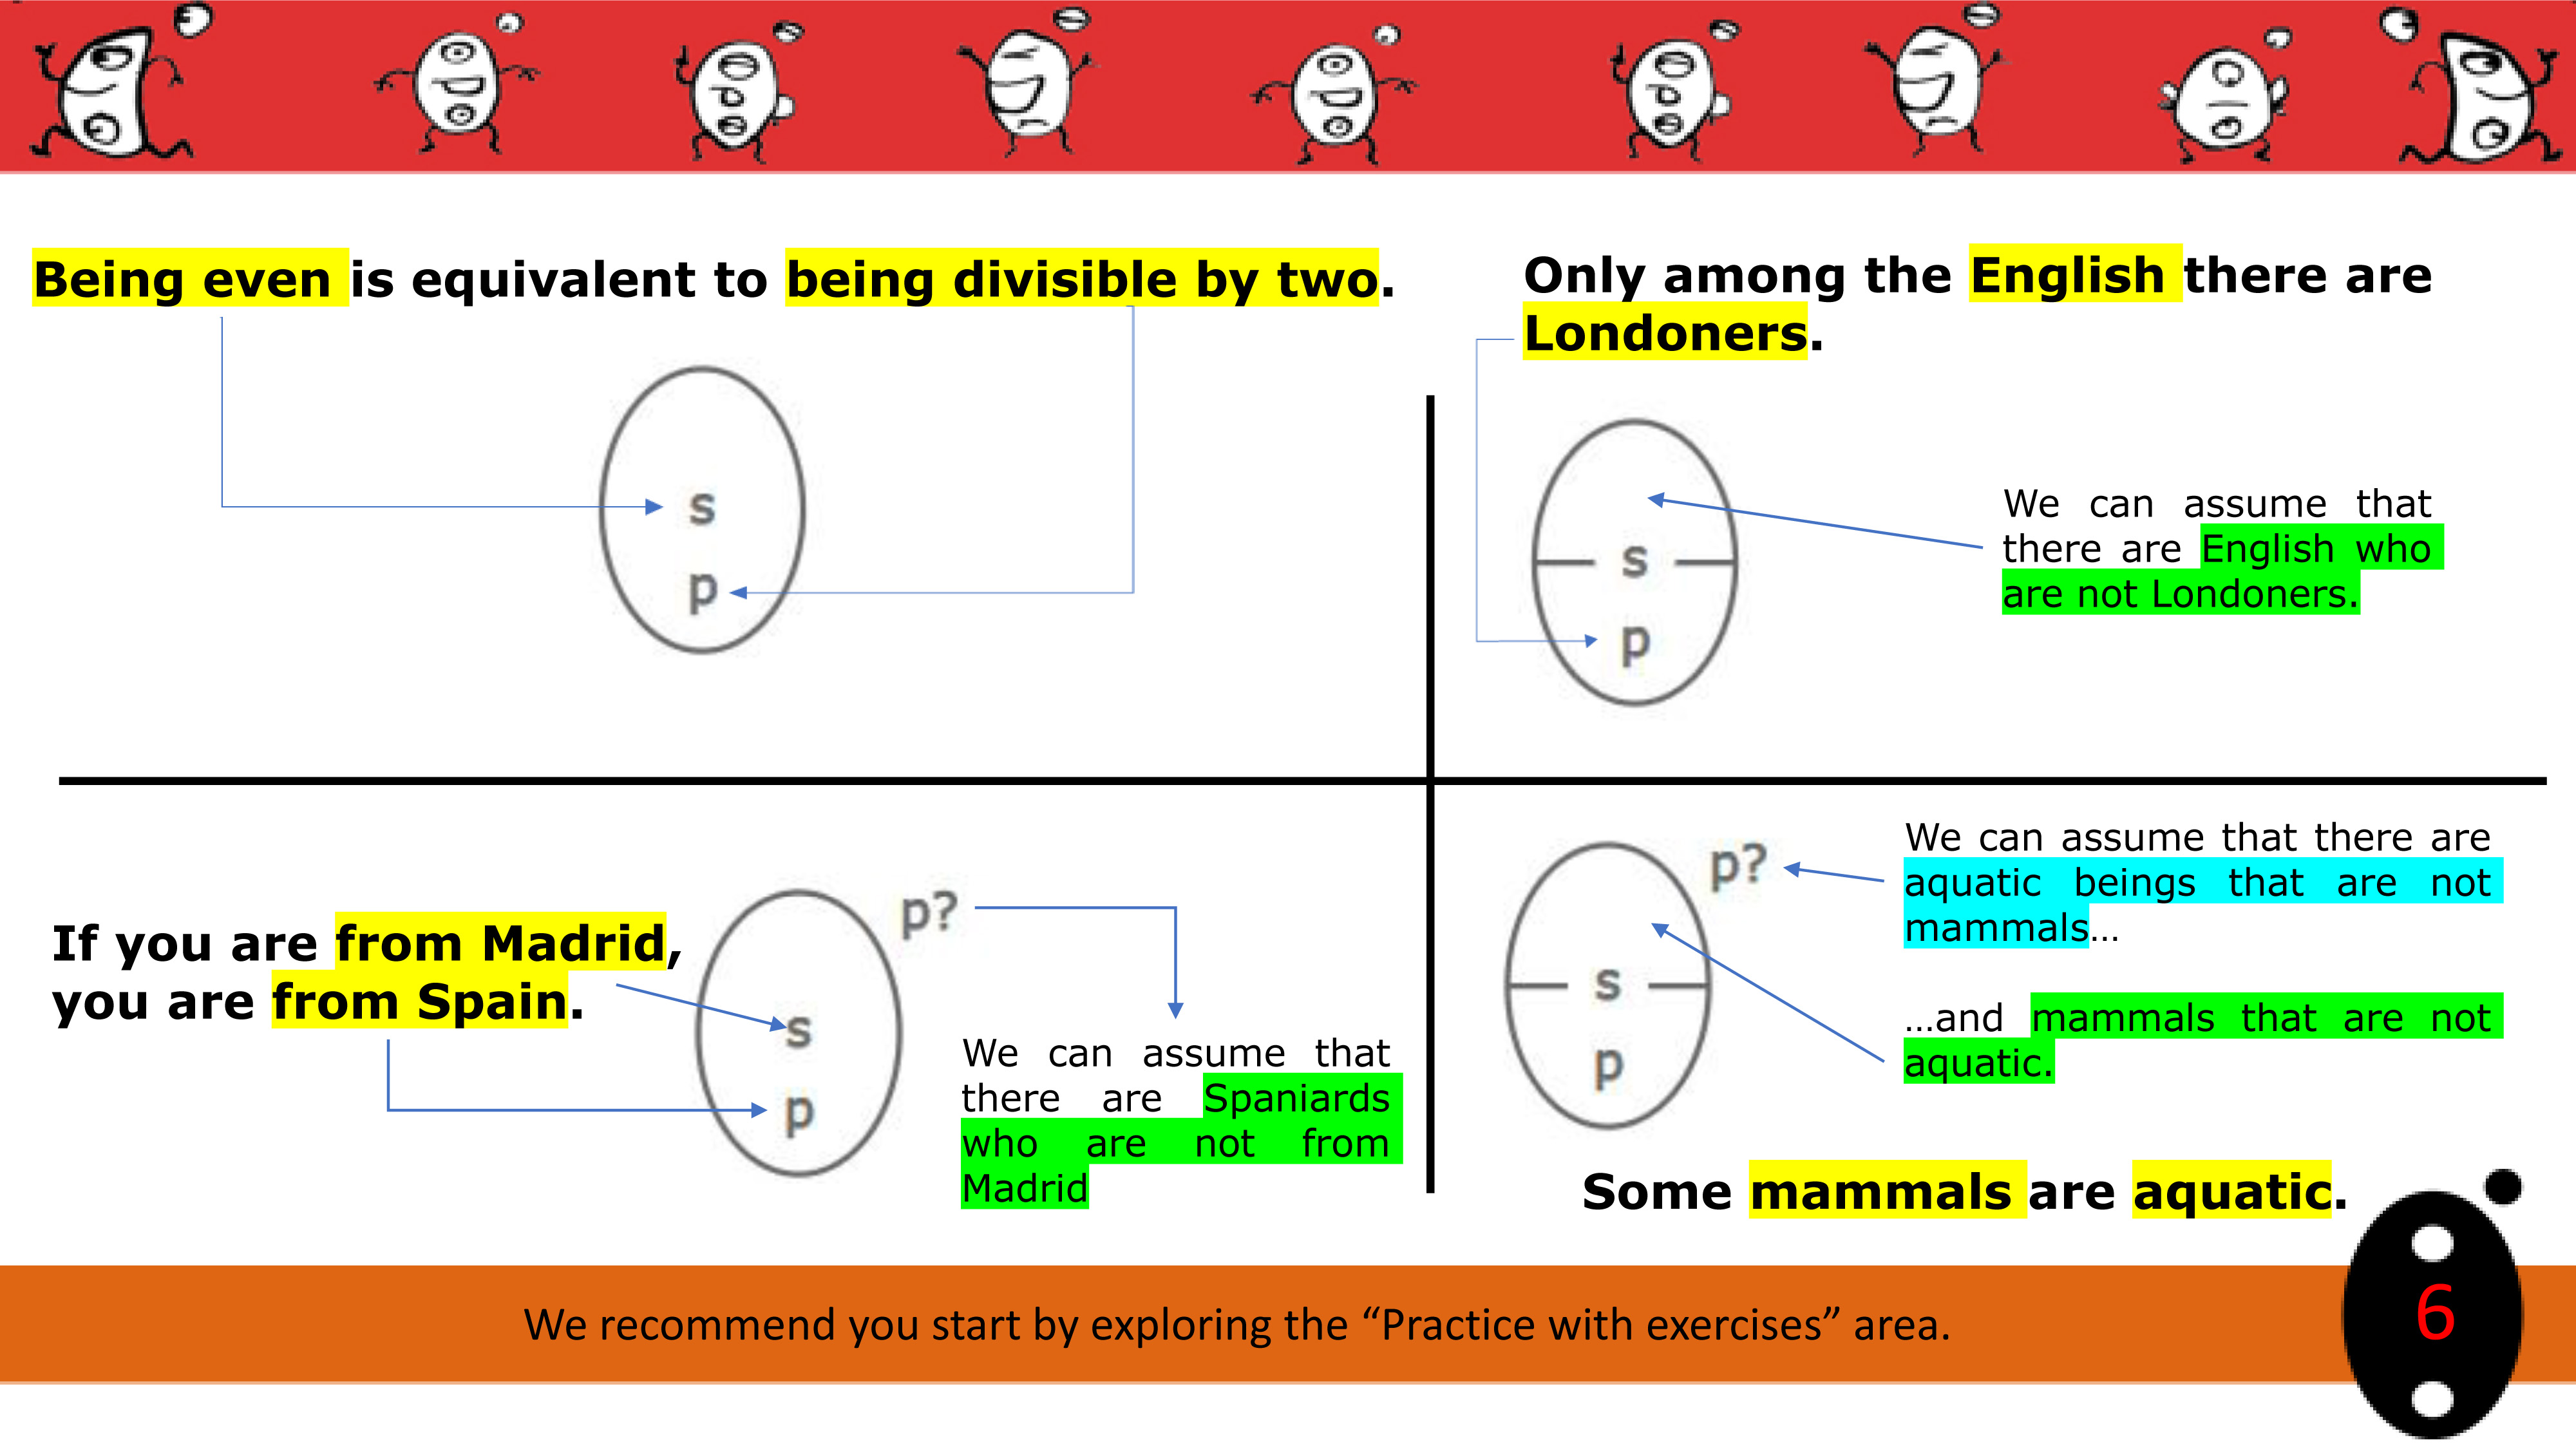 Being even is equivalent to being divisible by two.
s
p
Only among the English there are
Londoners.
s
p
We can assume that
there are English who
are not Londoners.
If you are from Madrid,
you are from Spain.
p?
s
p
We can assume that
there are Spaniards
who are not from
Madrid
p?
s
p
We can assume that there are
aquatic beings that are not
mammals...
...and mammals that are not
aquatic.
Some mammals are aquatic.
We recommend you start by exploring the “Practice with exercises” area.
6